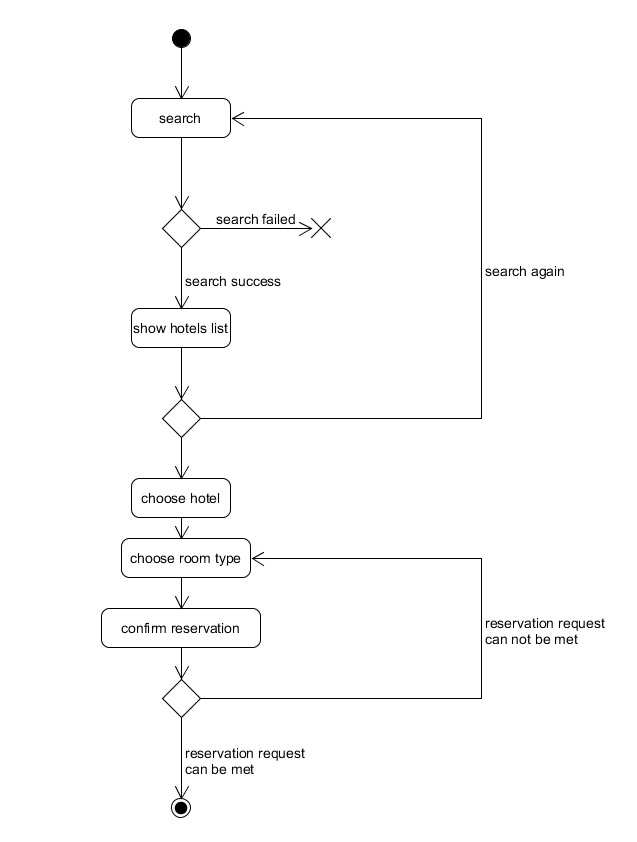 search
search failed
search again
search success
show hotels list
choose hotel
choose room type
reservation request
can not be met
confirm reservation
reservation request
can be met